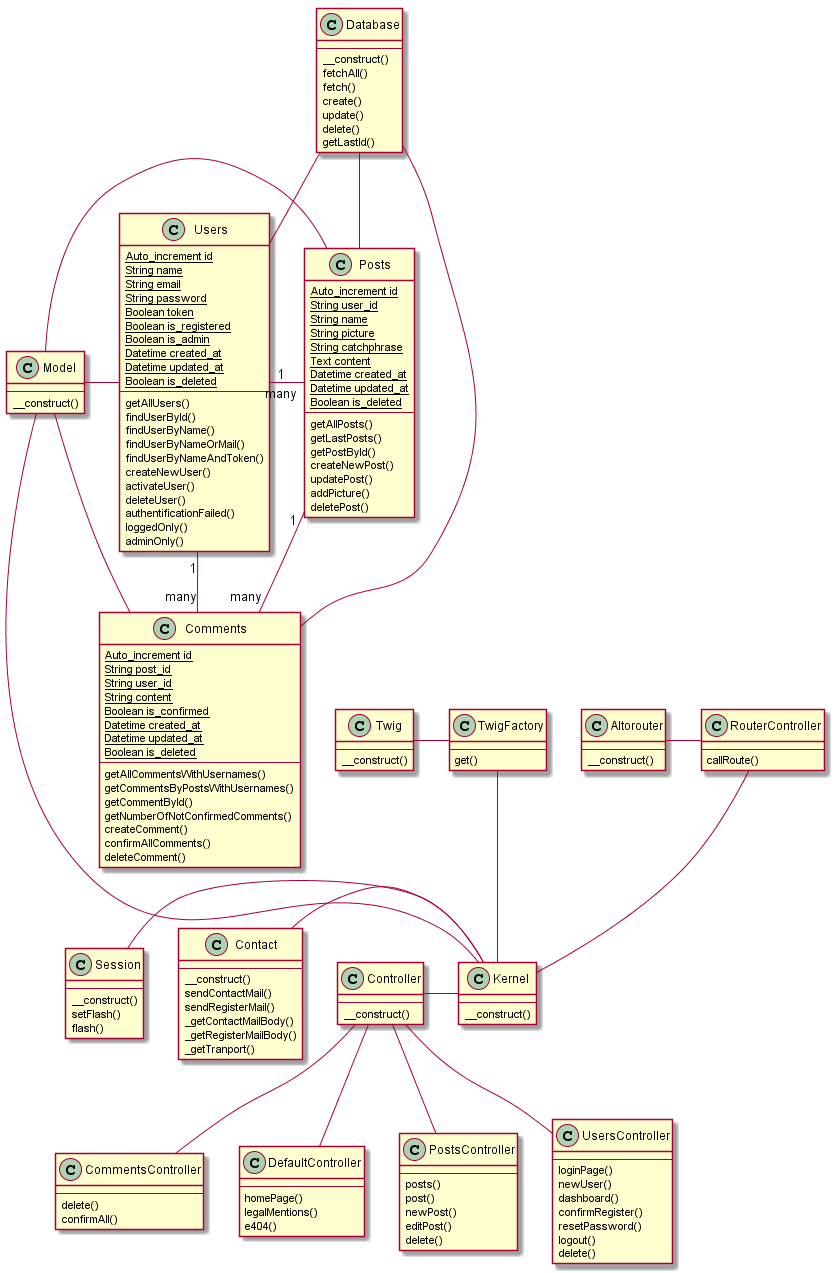 C Database
__construct()
fetchAll()
fetch()
create()
update()
delete()
getLastId()
C Users
Auto_increment id
String name
String email
String password
Boolean token
Boolean is_registered
Boolean is_admin
Datetime created_at
Datetime updated_at
Boolean is_deleted
getAllUsers()
findUserById()
findUserByName()
findUserByNameOrMail()
findUserByNameAndToken()
createNewUser()
activateUser()
deleteUser()
authentificationFailed()
loggedOnly()
adminOnly()
C Posts
Auto_increment id
String user_id
String name
String picture
String catchphrase
Text content
Datetime created_at
Datetime updated_at
Boolean is_deleted
getAllPosts()
getLastPosts()
getPostById()
createNewPost()
updatePost()
addPicture()
deletePost()
C Model
__construct()
1
many
1
many
1
many
C Comments
Auto_increment id
String post_id
String user_id
String content
Boolean is_confirmed
Datetime created_at
Datetime updated_at
Boolean is_deleted
getAllCommentsWithUsernames()
getCommentsByPostsWithUsernames()
getCommentById()
getNumberOfNotConfirmedComments()
createComment()
confirmAllComments()
deleteComment()
C Twig
__construct()
C TwigFactory
get()
C Altorouter
__construct()
C RouterController
callRoute()
C Session
__construct()
setFlash()
flash()
C Contact
__construct()
sendContactMail()
sendRegisterMail()
_getContactMailBody()
_getRegisterMailBody()
_getTranport()
C Controller
__construct()
C Kernel
__construct()
C CommentsController
delete()
confirmAll()
C DefaultController
homePage()
legalMentions()
e404()
C PostsController
posts()
post()
newPost()
editPost()
delete()
C UsersController
loginPage()
newUser()
dashboard()
confirmRegister()
resetPassword()
logout()
delete()